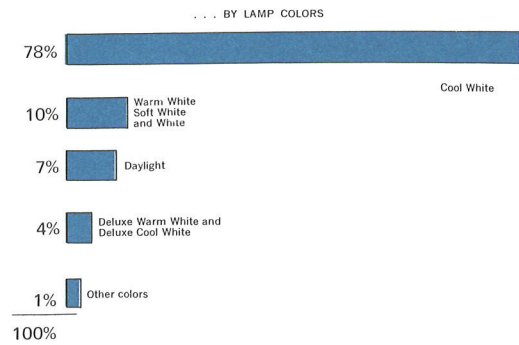 . . . BY LAMP COLORS
78%
Cool White
10%
Warm White
Soft White
and White
7%
Daylight
4%
Deluxe Warm White and
Deluxe Cool White
1%
Other colors
100%